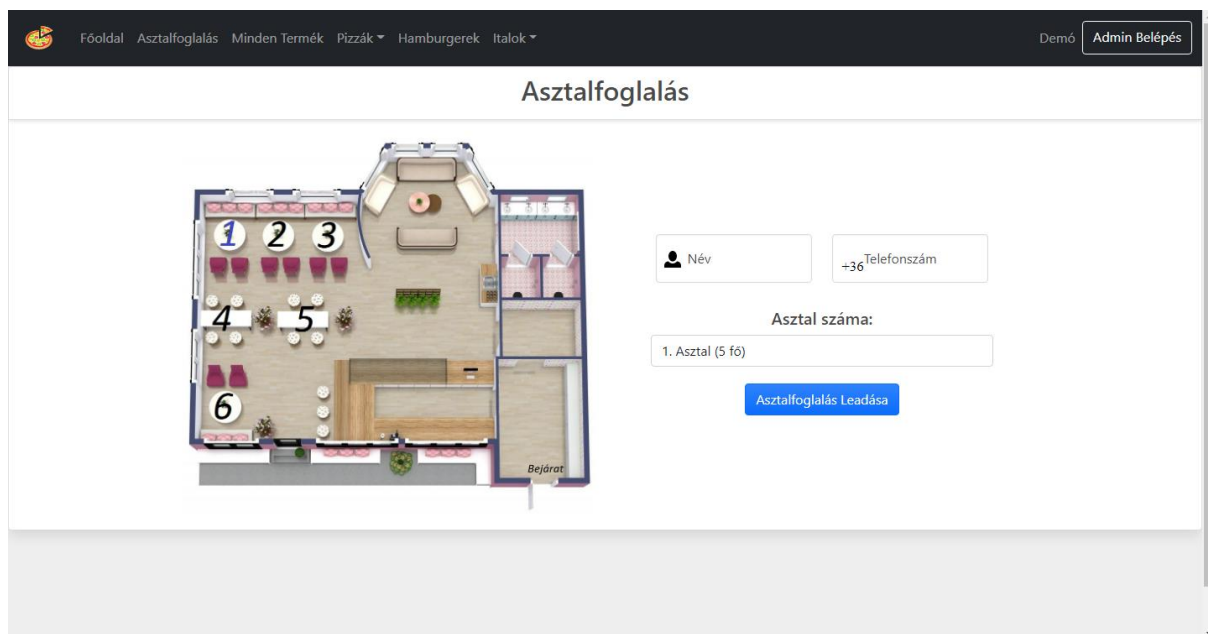 Főoldal Asztalfoglalás Minden Termék Pizzák Hamburgerek Italok Demó Admin Belépés
Asztalfoglalás
1 2 3
4 5
6
Bejárat
Név +36 Telefonszám
Asztal száma:
1. Asztal (5 fő)
Asztalfoglalás Leadása